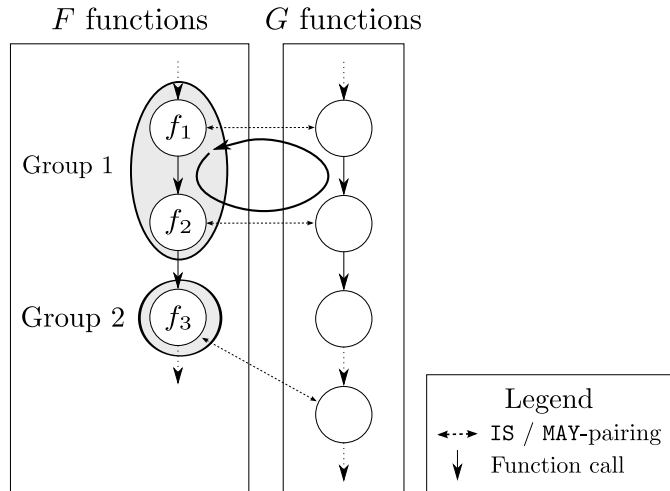 F functions
G functions
f₁
Group 1
f₂
Group 2
f₃
Legend
IS / MAY-pairing
Function call